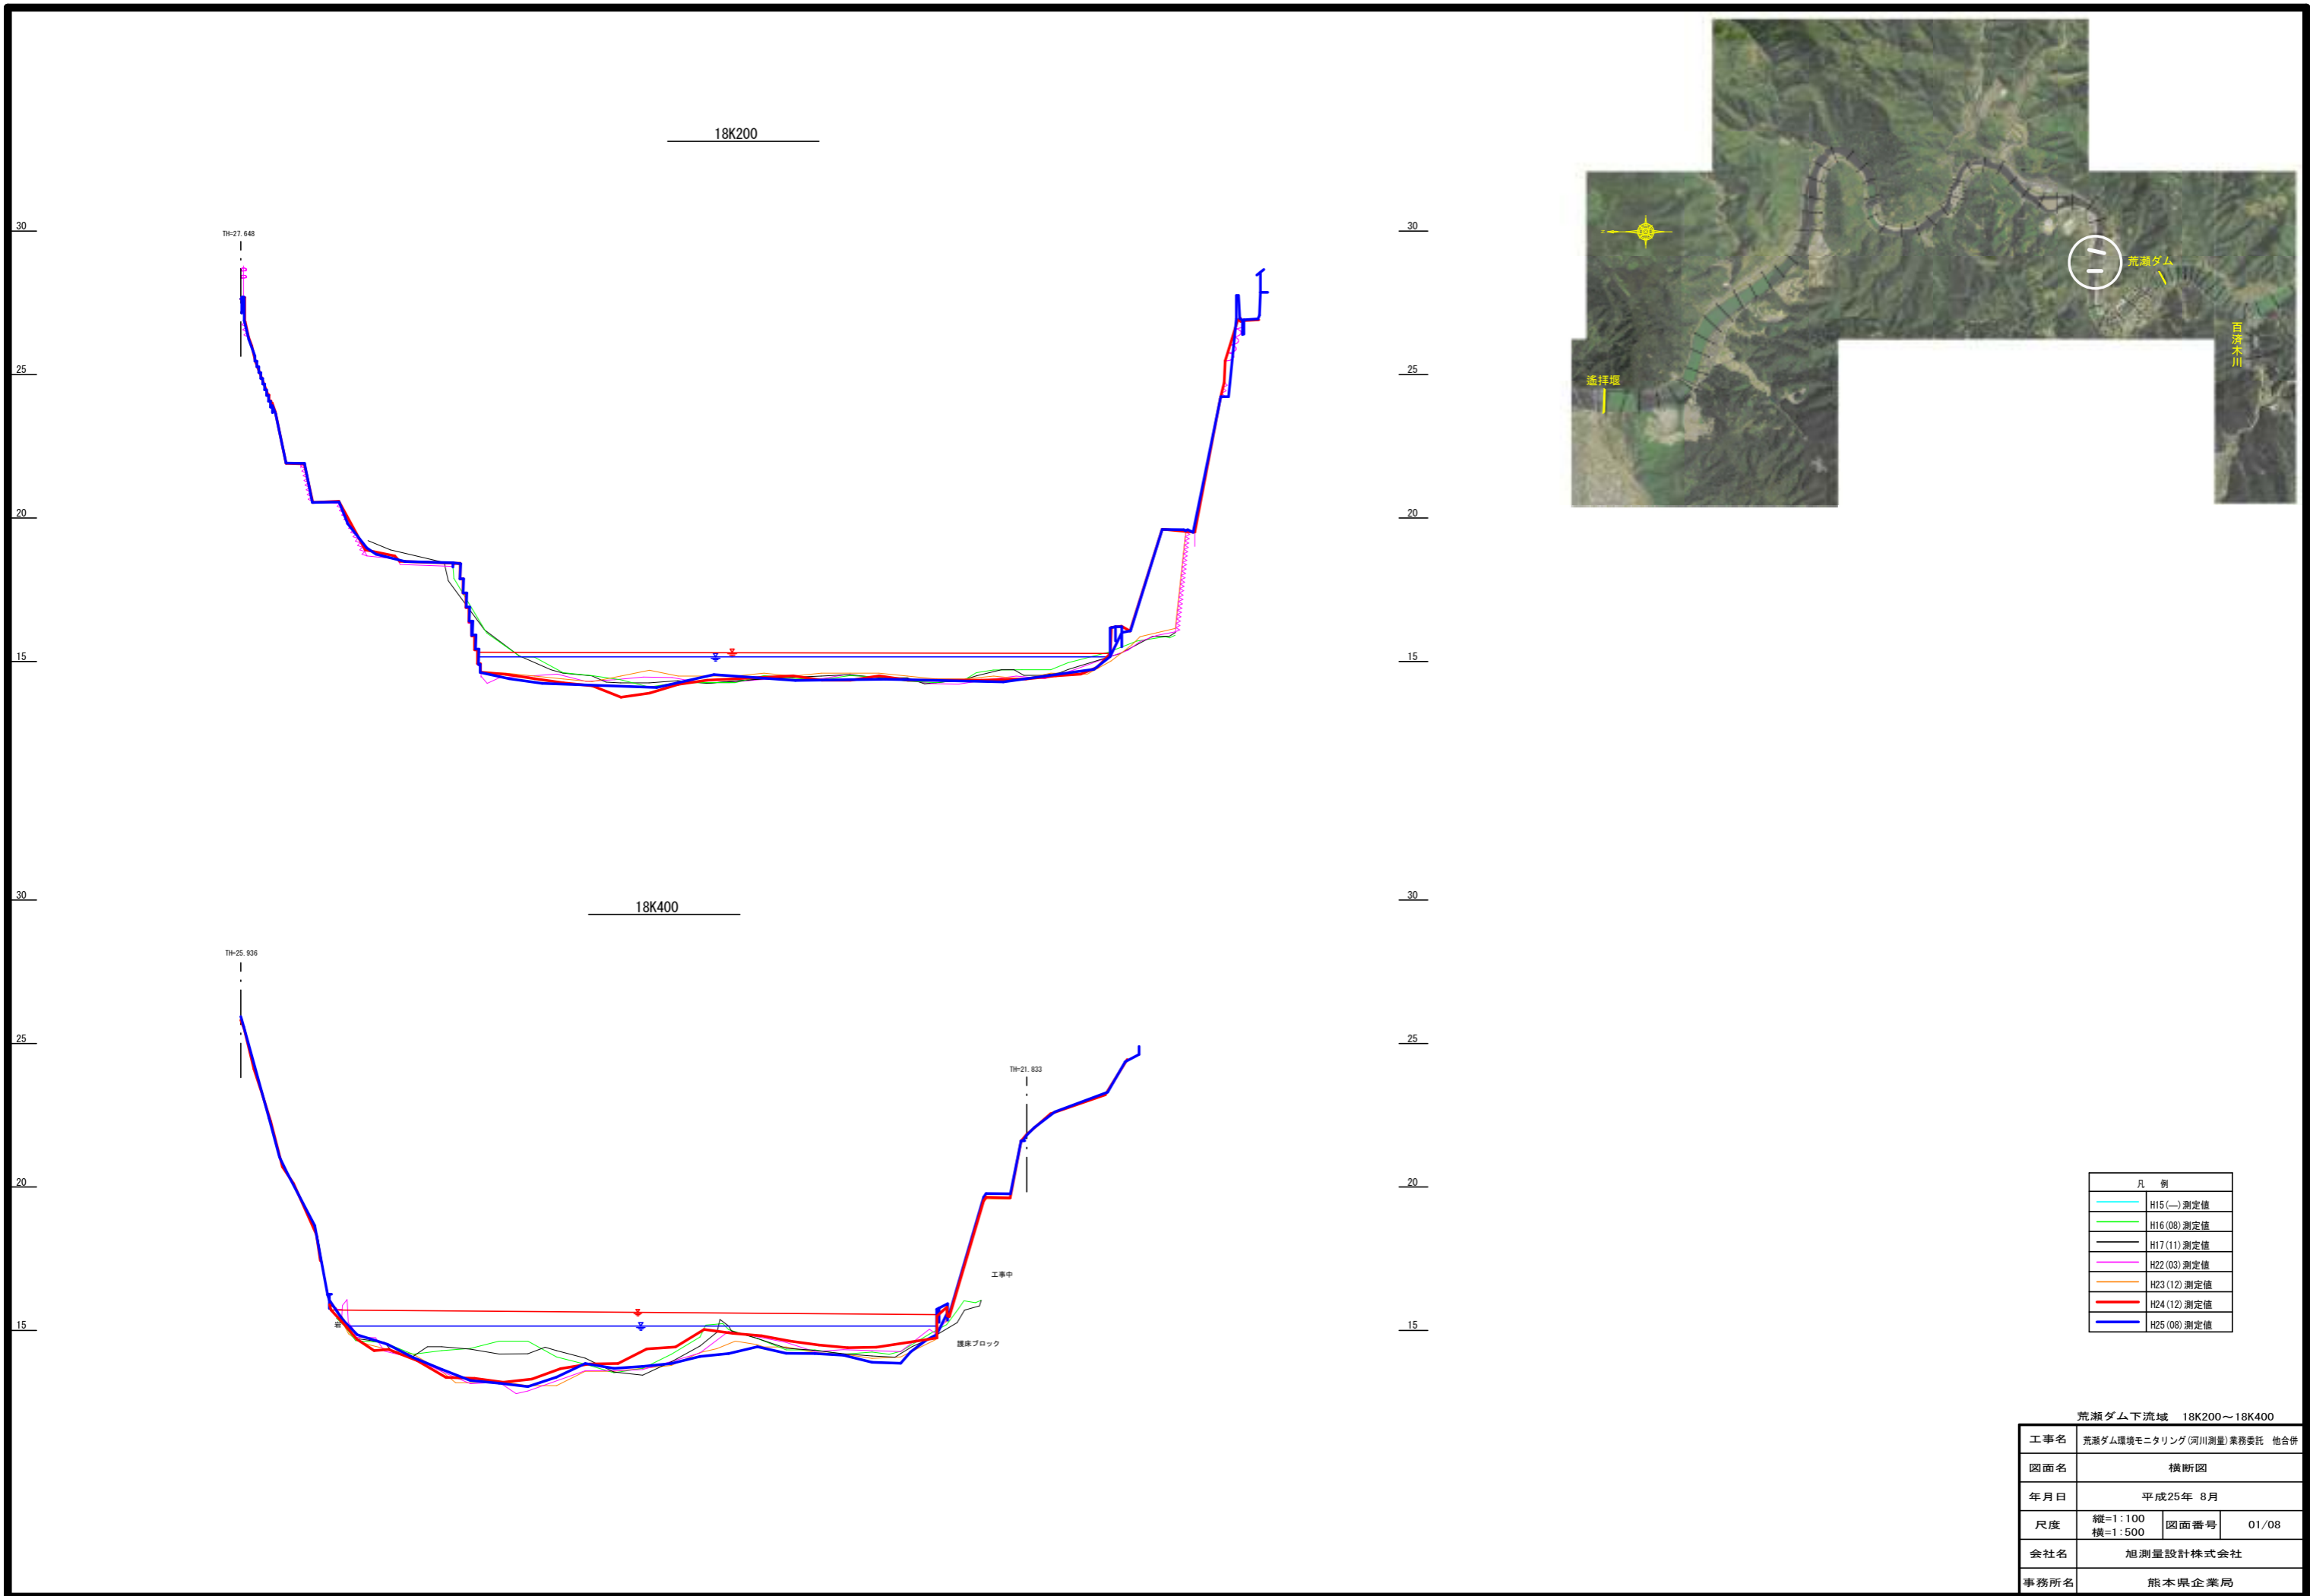 18K200
30
30
TH=27.648
25
25
20
20
15
15
荒瀬ダム
百済木川
遙拝堰
18K400
30
30
TH=25.936
25
25
TH=21.833
20
20
工事中
15
15
岩
護床ブロック
凡 例
H15(―)測定値
H16(08)測定値
H17(11)測定値
H22(03)測定値
H23(12)測定値
H24(12)測定値
H25(08)測定値
荒瀬ダム下流域 18K200～18K400
工事名 荒瀬ダム環境モニタリング(河川測量)業務委託 他合併
図面名 横断図
年月日 平成25年 8月
尺度 縦=1:100 横=1:500 図面番号 01/08
会社名 旭測量設計株式会社
事務所名 熊本県企業局